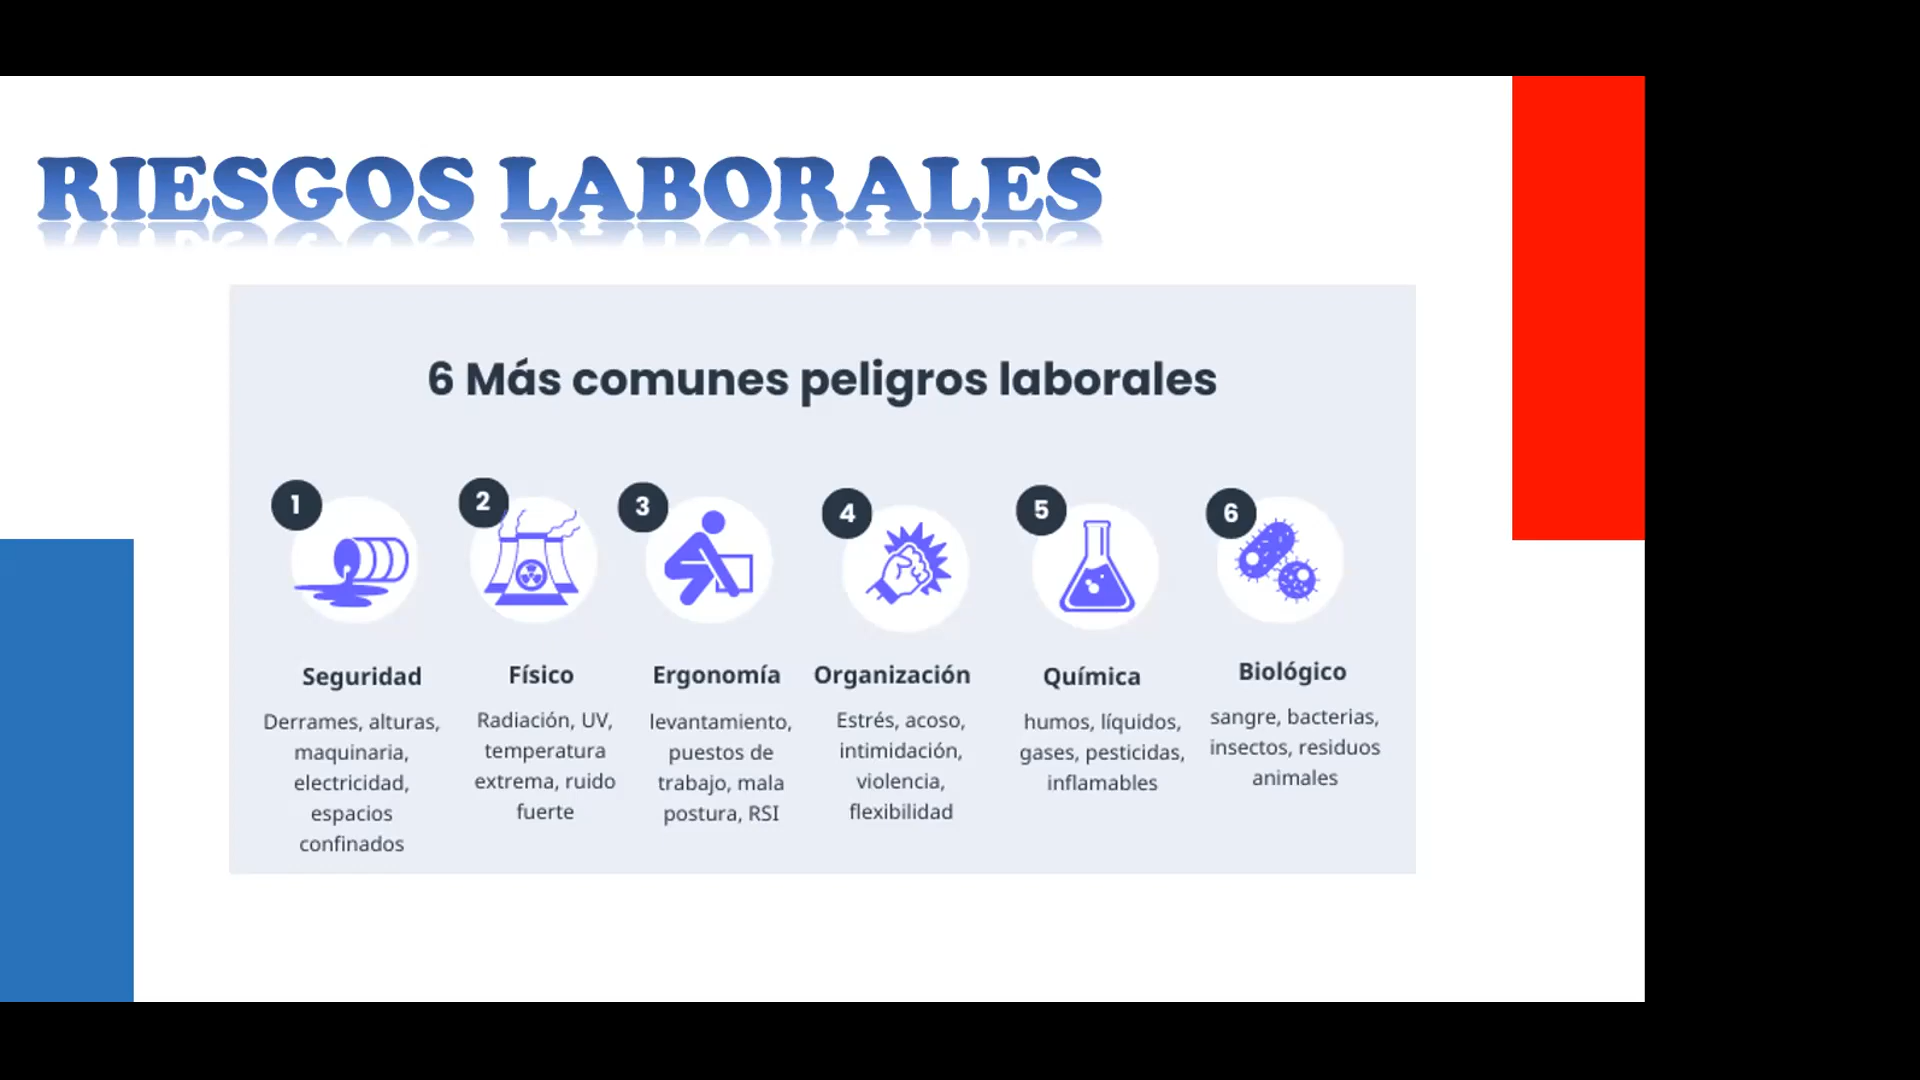 RIESGOS LABORALES
6 Más comunes peligros laborales
1
Seguridad
Derrames, alturas,
maquinaria,
electricidad,
espacios
confinados
2
Físico
Radiación, UV,
temperatura
extrema, ruido
fuerte
3
Ergonomía
levantamiento,
puestos de
trabajo, mala
postura, RSI
4
Organización
Estrés, acoso,
intimidación,
violencia,
flexibilidad
5
Química
humos, líquidos,
gases, pesticidas,
inflamables
6
Biológico
sangre, bacterias,
insectos, residuos
animales